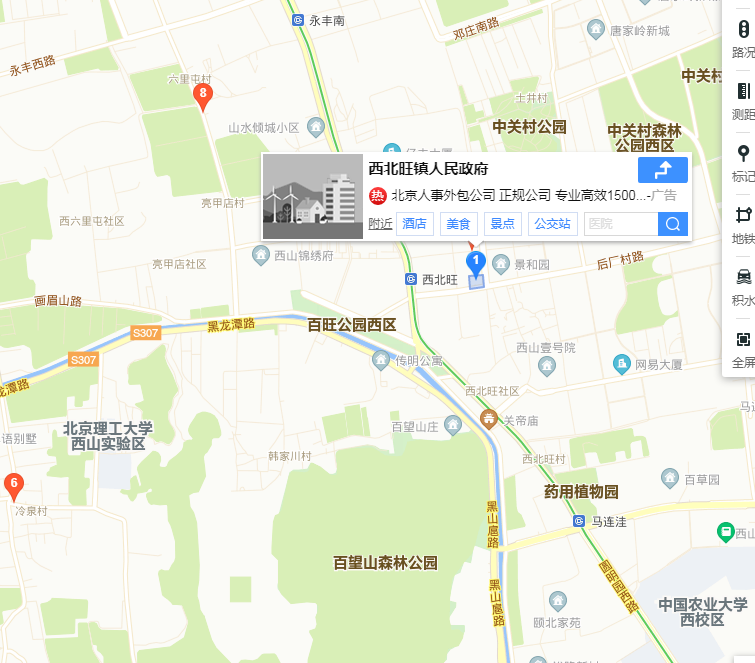 永丰南
邓庄南路
唐家岭新城
路况
永丰西路
六里屯村
中关村
8
土井村
测距
山水倾城小区
中关村公园
中关村森林
公园西区
标记
西北旺镇人民政府
热 北京人事外包公司 正规公司 专业高效1500...-广告
附近 酒店 美食 景点 公交站 医院
亮甲店村
西六里屯社区
地铁
西山锦绣府
亮甲店社区
1
景和园
后厂村路
西北旺
积水
画眉山路
百旺公园西区
黑龙潭路
S307
S307
西山壹号院
传明公寓
网易大厦
全屏
龙潭路
西北旺社区
北京理工大学
西山实验区
百望山庄
关帝庙
语别墅
韩家川村
西北旺村
6
百草园
药用植物园
冷泉村
黑山扈路
马连洼
西山
百望山森林公园
圆明园西路
黑山扈路
中国农业大学
西校区
颐北家苑